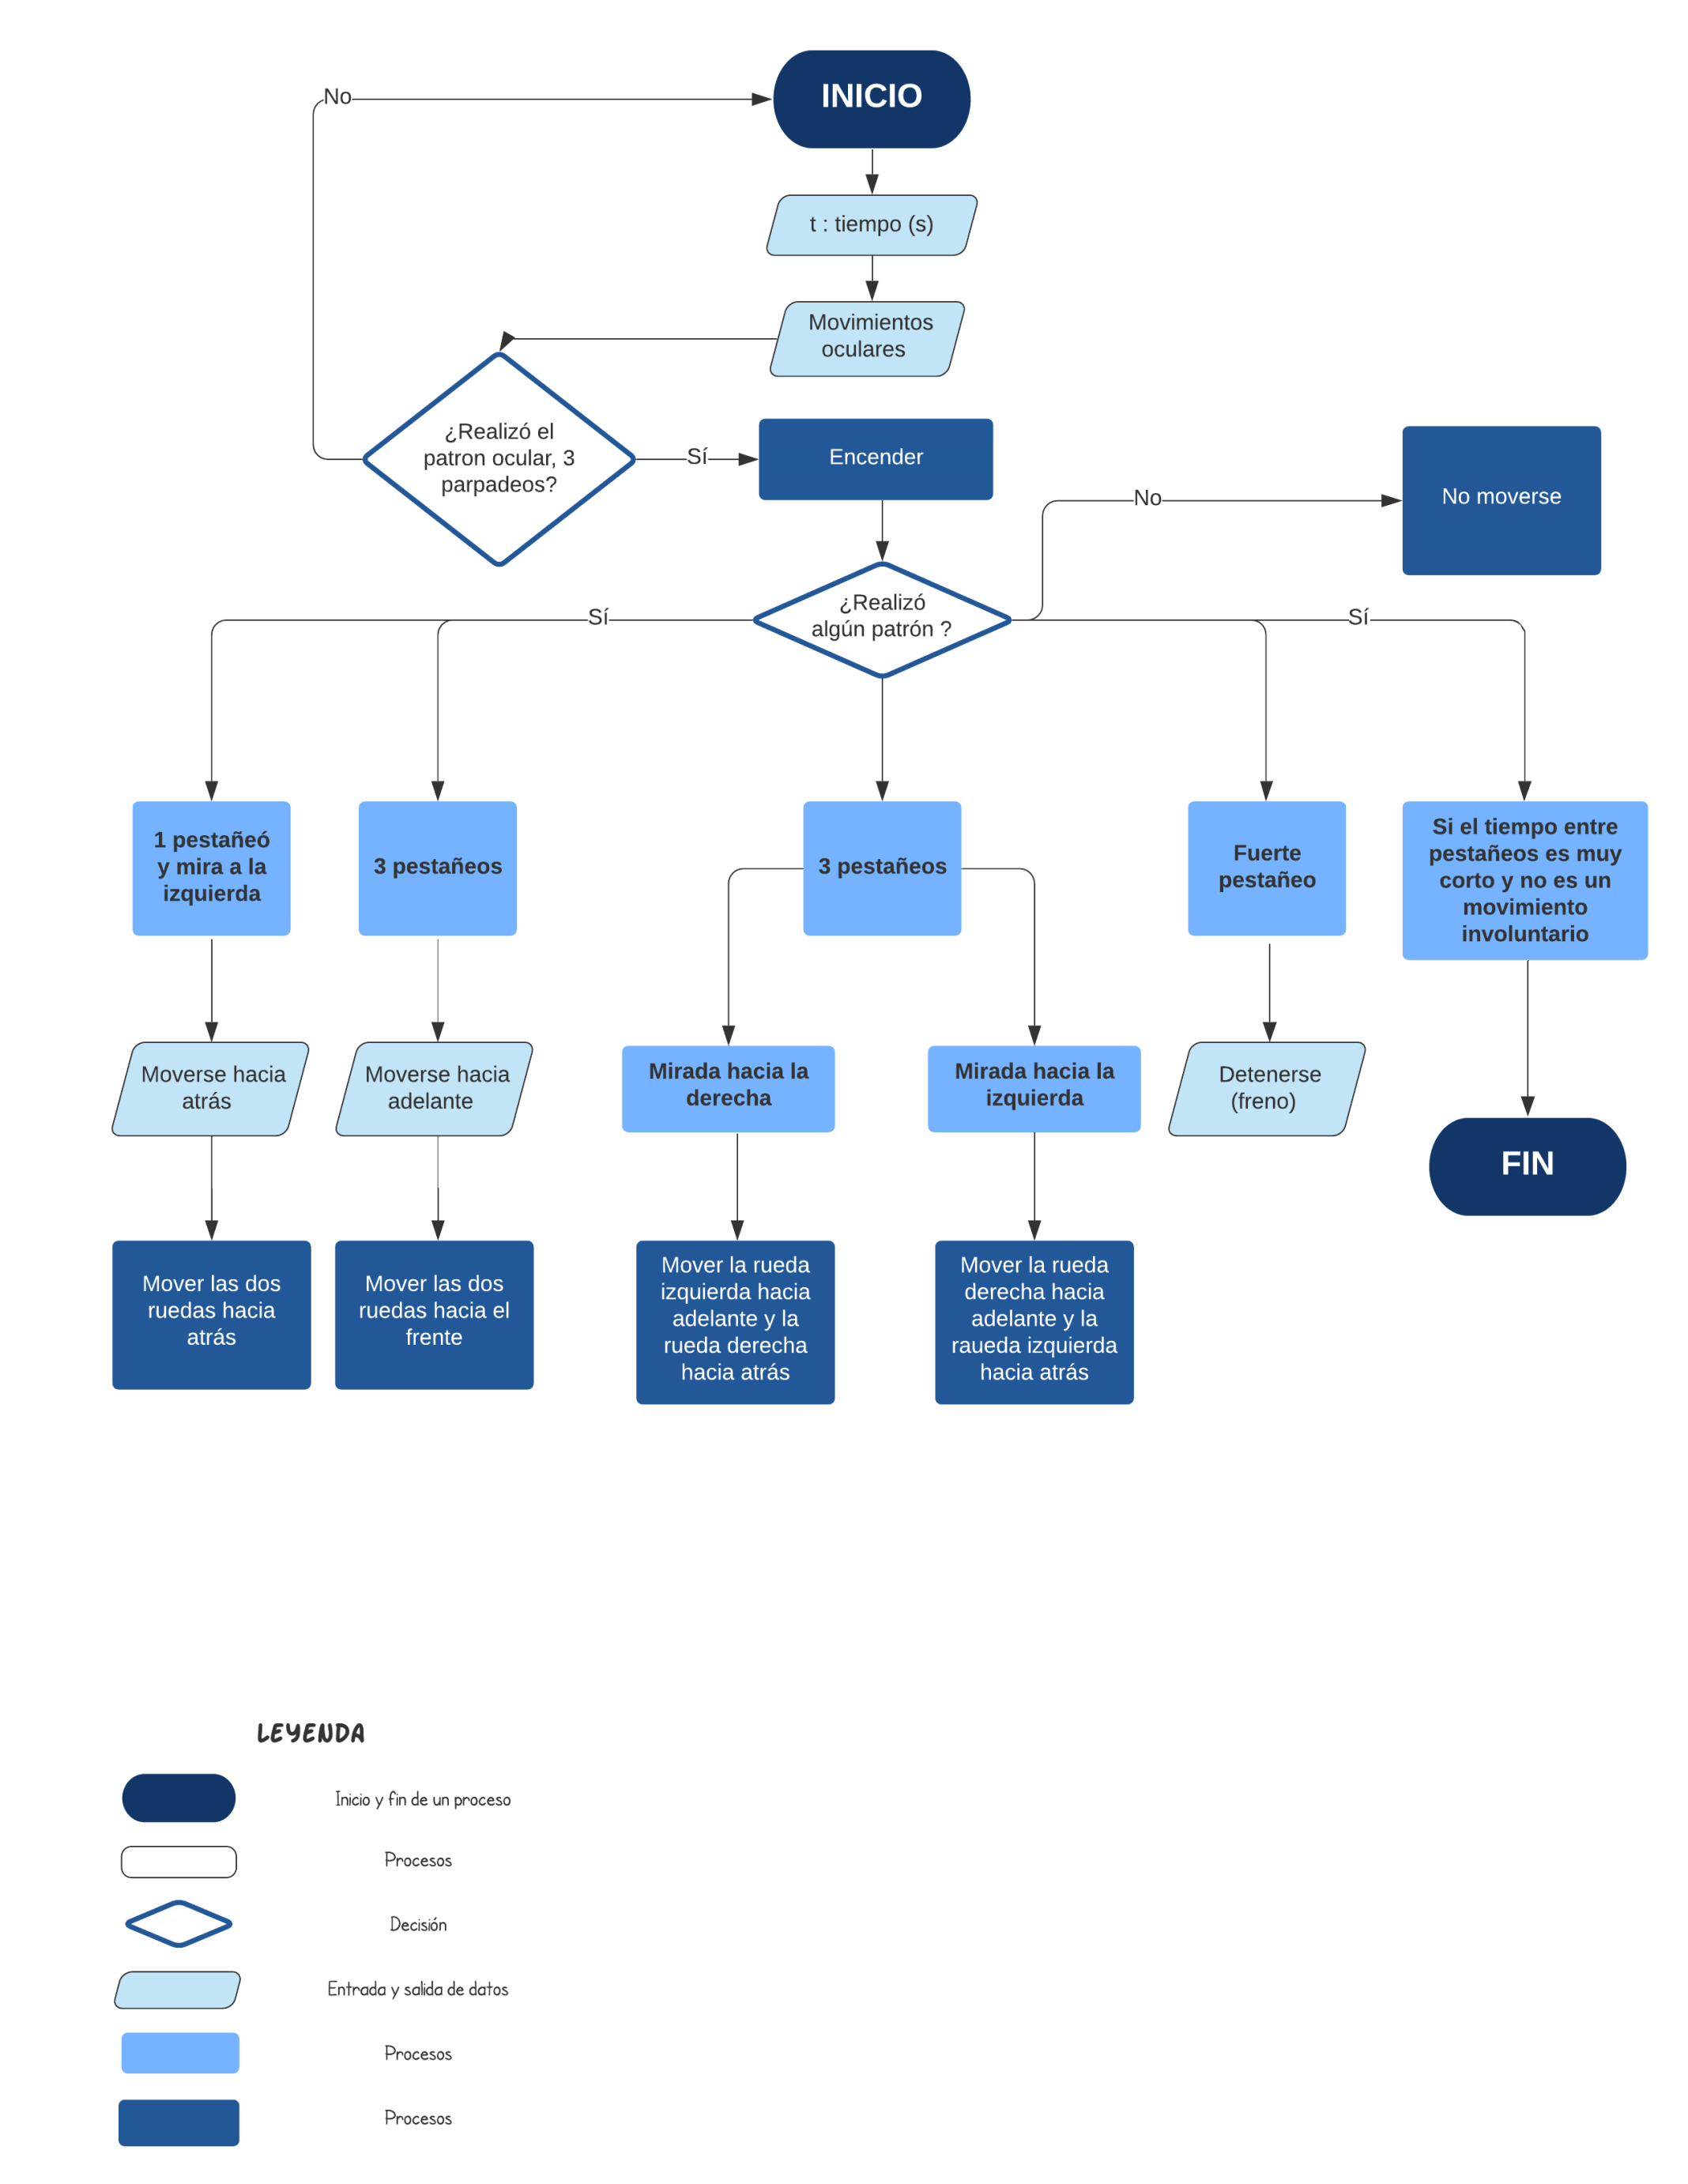 INICIO
No
t : tiempo (s)
Movimientos
oculares
¿Realizó el
patron ocular, 3
parpadeos?
Sí
Encender
No
No moverse
¿Realizó
algún patrón ?
Sí
Sí
1 pestañeó
y mira a la
izquierda
3 pestañeos
3 pestañeos
Fuerte
pestañeo
Si el tiempo entre
pestañeos es muy
corto y no es un
movimiento
involuntario
Moverse hacia
atrás
Moverse hacia
adelante
Mirada hacia la
derecha
Mirada hacia la
izquierda
Detenerse
(freno)
FIN
Mover las dos
ruedas hacia
atrás
Mover las dos
ruedas hacia el
frente
Mover la rueda
izquierda hacia
adelante y la
rueda derecha
hacia atrás
Mover la rueda
derecha hacia
adelante y la
raueda izquierda
hacia atrás
LEYENDA
Inicio y fin de un proceso
Procesos
Decisión
Entrada y salida de datos
Procesos
Procesos